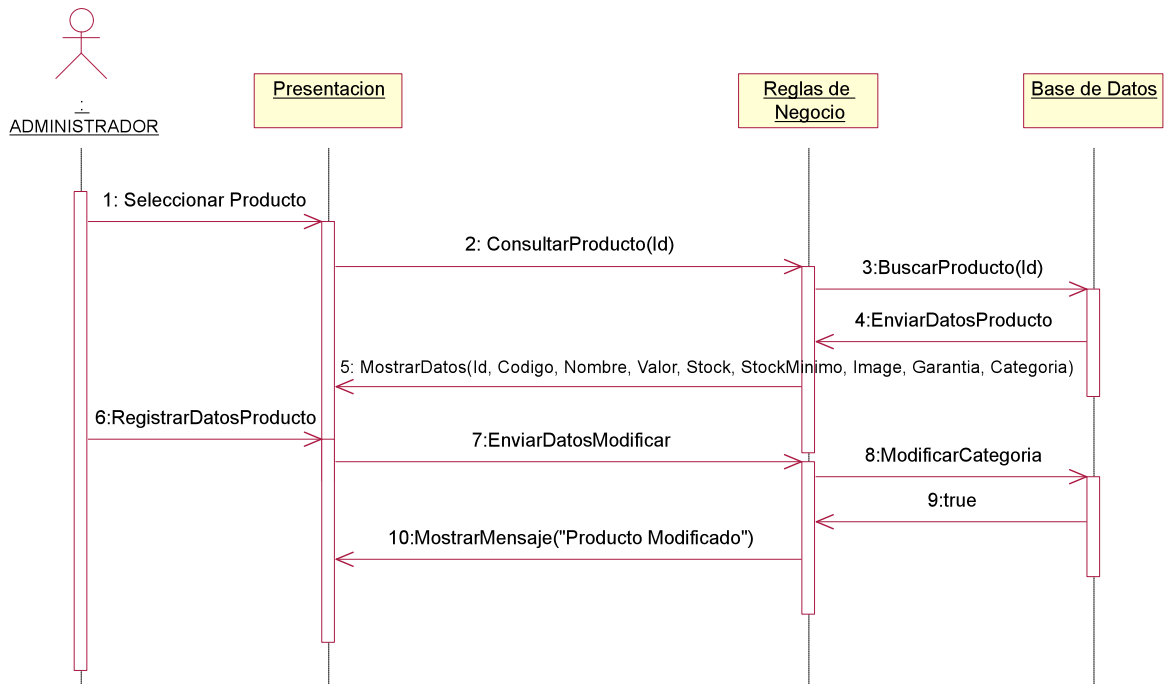 :
ADMINISTRADOR
Presentacion
Reglas de
Negocio
Base de Datos
1: Seleccionar Producto
2: ConsultarProducto(Id)
3:BuscarProducto(Id)
4:EnviarDatosProducto
5: MostrarDatos(Id, Codigo, Nombre, Valor, Stock, StockMinimo, Image, Garantia, Categoria)
6:RegistrarDatosProducto
7:EnviarDatosModificar
8:ModificarCategoria
9:true
10:MostrarMensaje("Producto Modificado")